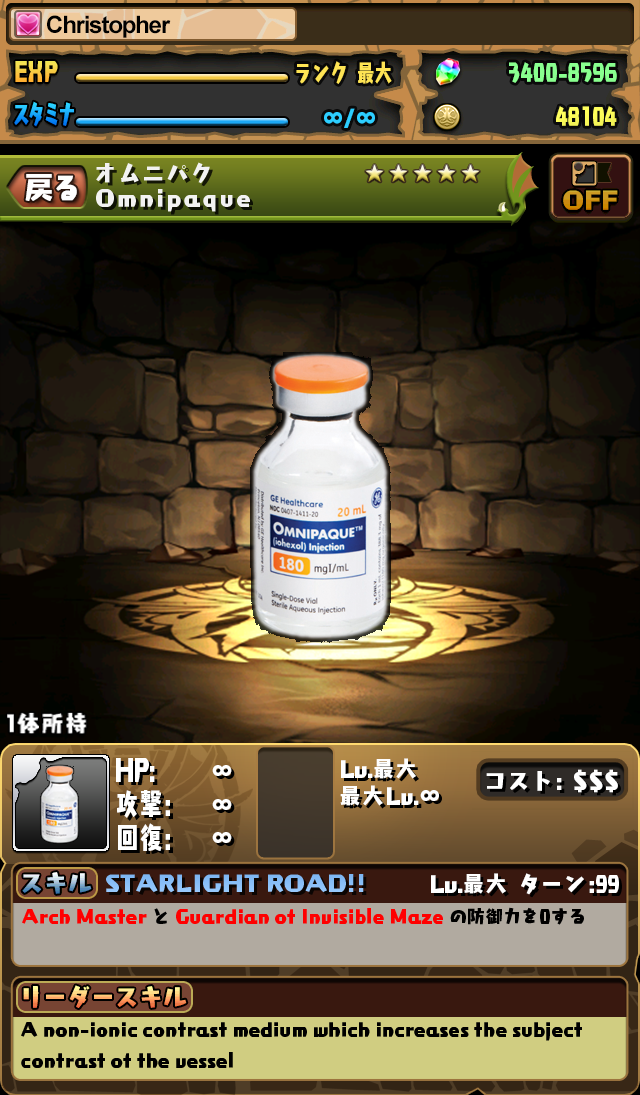 Christopher
EXP ランク 最大 3400-8596
スタミナ ∞/∞ 48104
戻る オムニパク ★★★★★ OFF
Omnipaque
GE Healthcare
NDC 0407-1411-20
20 mL
OMNIPAQUE™
(iohexol) Injection
180 mgI/mL
Single-Dose Vial
Sterile Aqueous Injection
1体所持
HP: ∞ Lv.最大 コスト: $$$
攻撃: ∞ 最大Lv.∞
回復: ∞
スキル STARLIGHT ROAD!! Lv.最大 ターン:99
Arch Master と Guardian of Invisible Maze の防御力を0する
リーダースキル
A non-ionic contrast medium which increases the subject
contrast of the vessel